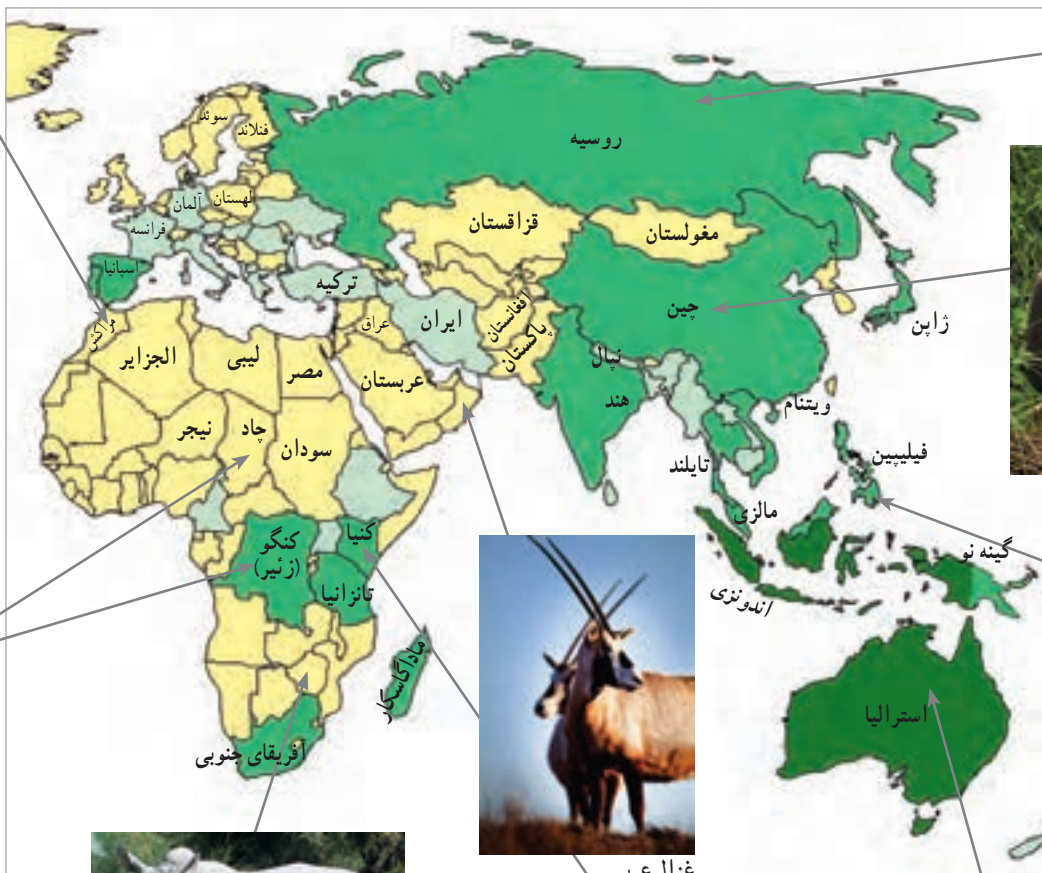 سوئد
فنلاند
روسیه
آلمان
لهستان
فرانسه
قزاقستان
مغولستان
اسپانیا
ترکیه
چین
ایران
افغانستان
پاکستان
ژاپن
عراق
مراکش
الجزایر
لیبی
مصر
عربستان
نپال
هند
ویتنام
نیجر
چاد
سودان
تایلند
فیلیپین
مالزی
کنگو
(زئیر)
کنیا
گینه نو
تانزانیا
اندونزی
ماداگاسکار
استرالیا
افریقای جنوبی